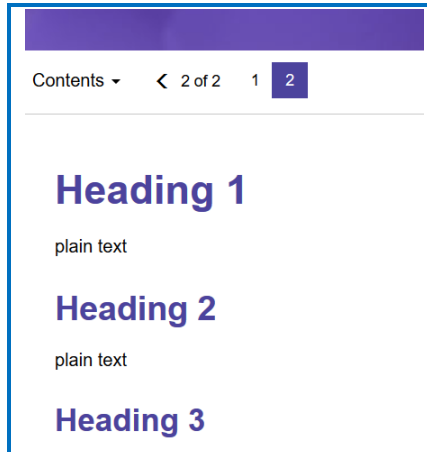 Contents
2 of 2 1 2
Heading 1
plain text
Heading 2
plain text
Heading 3